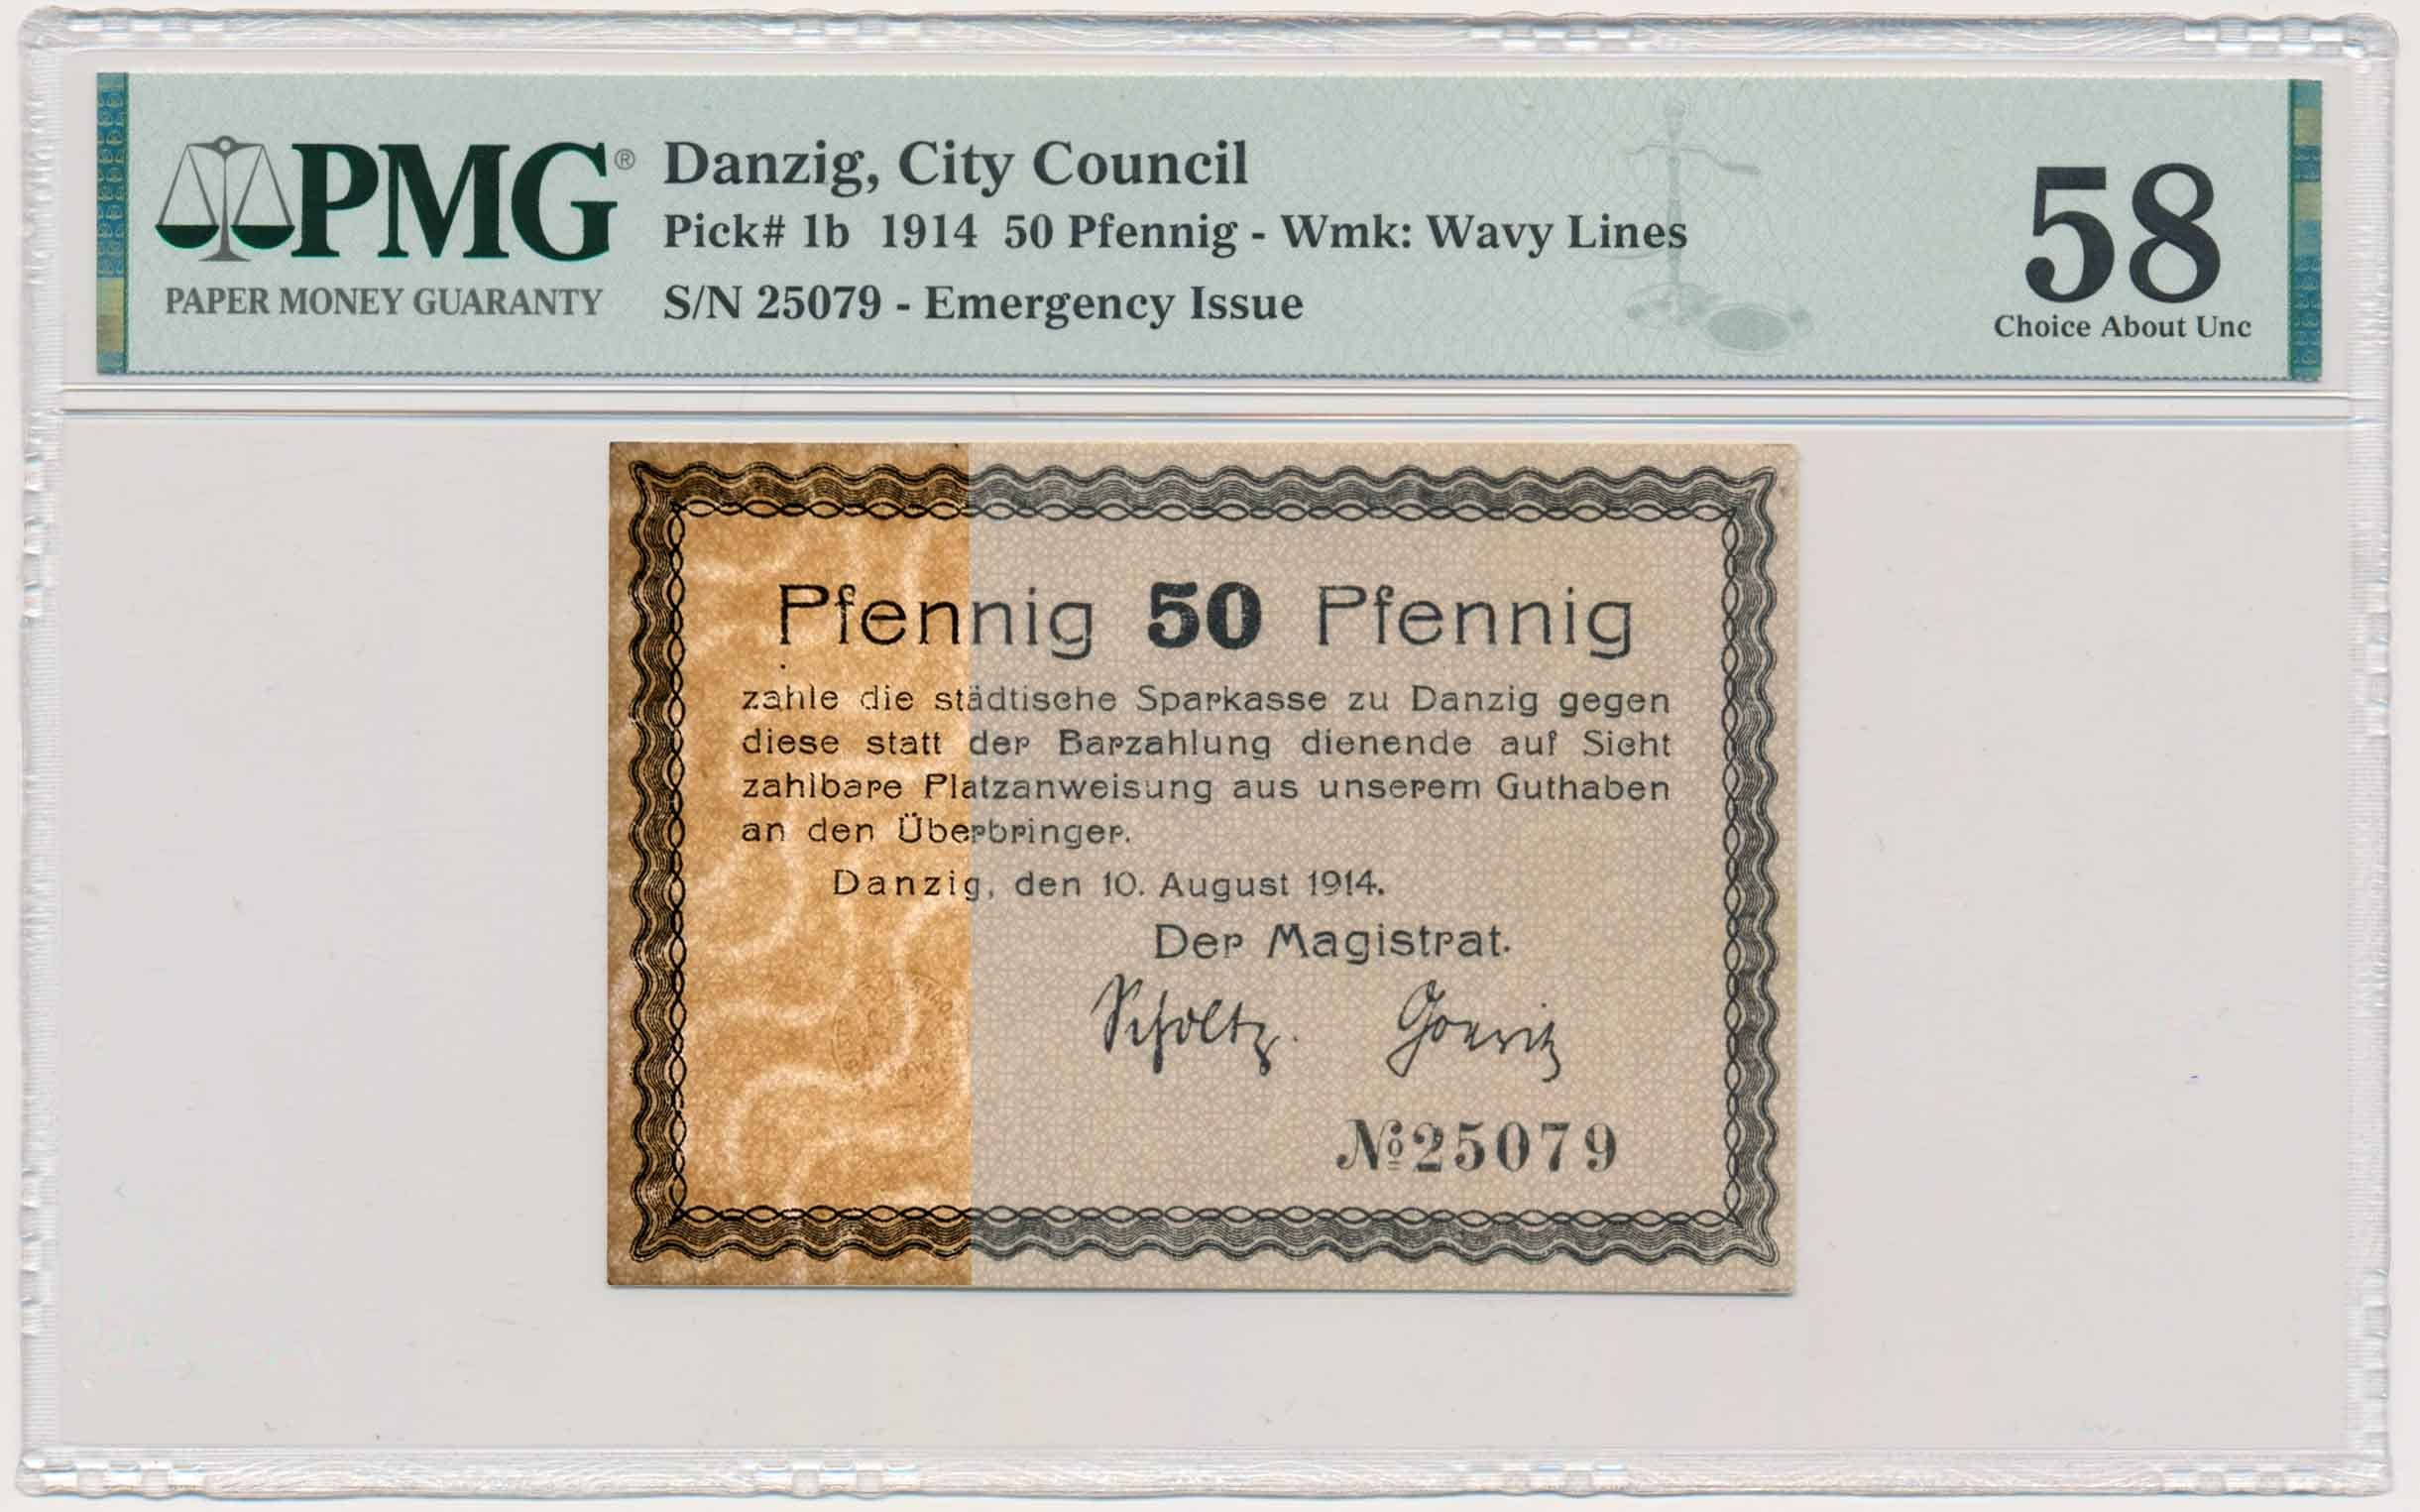 PMG®
PAPER MONEY GUARANTY
Danzig, City Council
Pick# 1b 1914 50 Pfennig - Wmk: Wavy Lines
S/N 25079 - Emergency Issue
58
Choice About Unc
Pfennig 50 Pfennig
zahle die städtische Sparkasse zu Danzig gegen
diese statt der Barzahlung dienende auf Sicht
zahlbare Platzanweisung aus unserem Guthaben
an den Überbringer.
Danzig, den 10. August 1914.
Der Magistrat.
Scholtz.
№25079